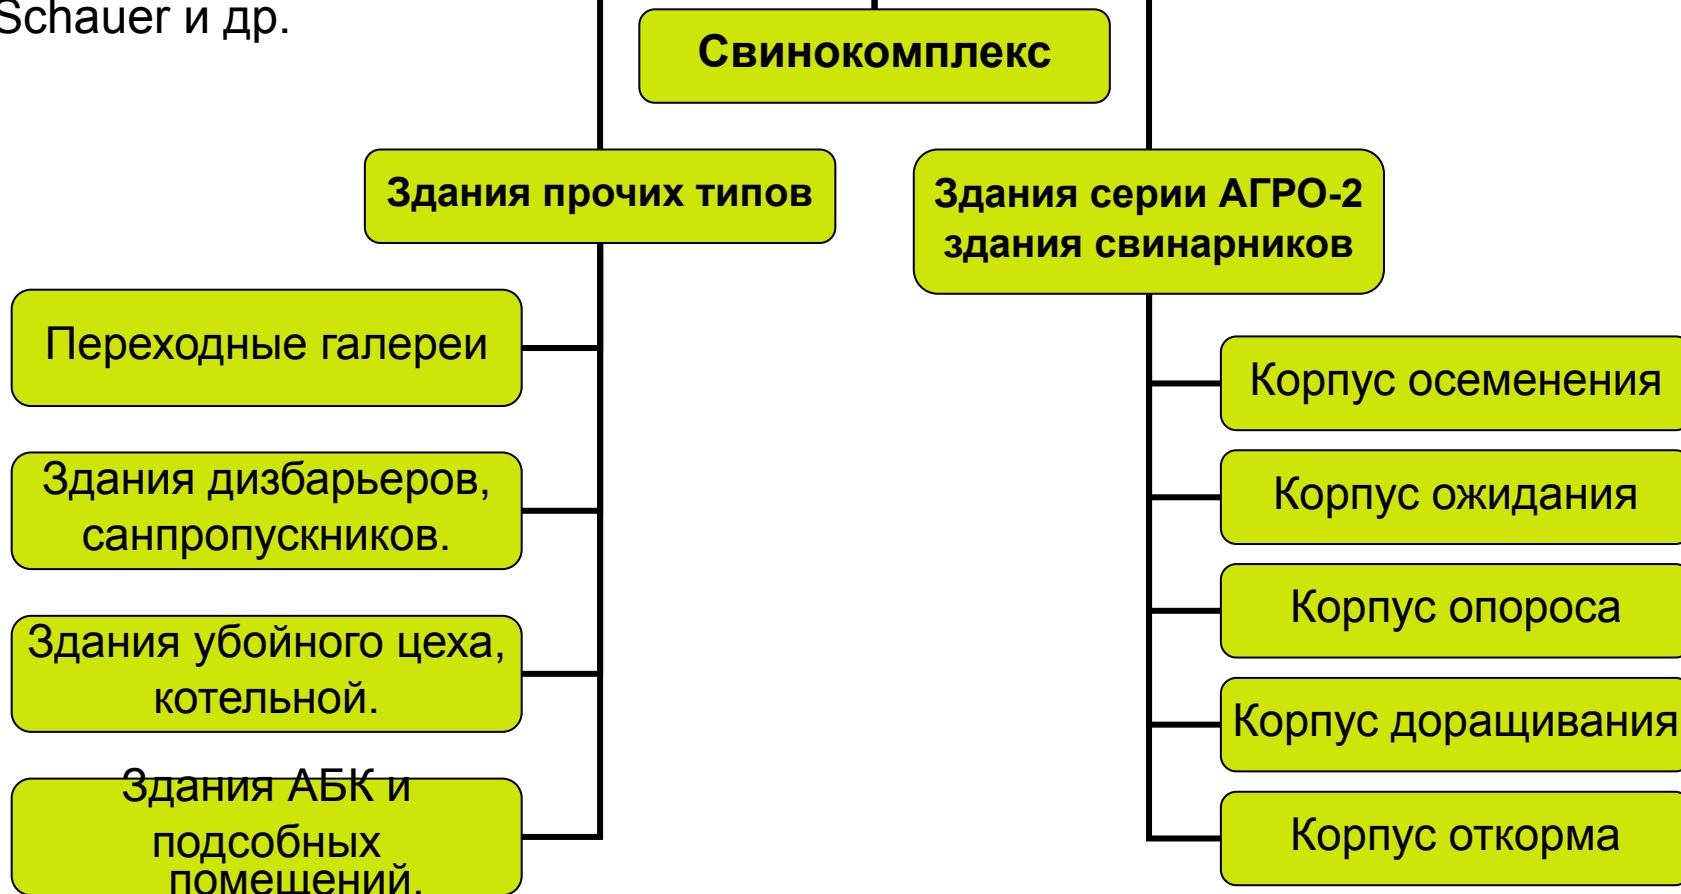 Schauer и др.
Свинокомплекс
Здания прочих типов
Здания серии АГРО-2
здания свинарников
Переходные галереи
Здания дизбарьеров,
санпропускников.
Здания убойного цеха,
котельной.
Здания АБК и
подсобных
помещений.
Корпус осеменения
Корпус ожидания
Корпус опороса
Корпус доращивания
Корпус откорма